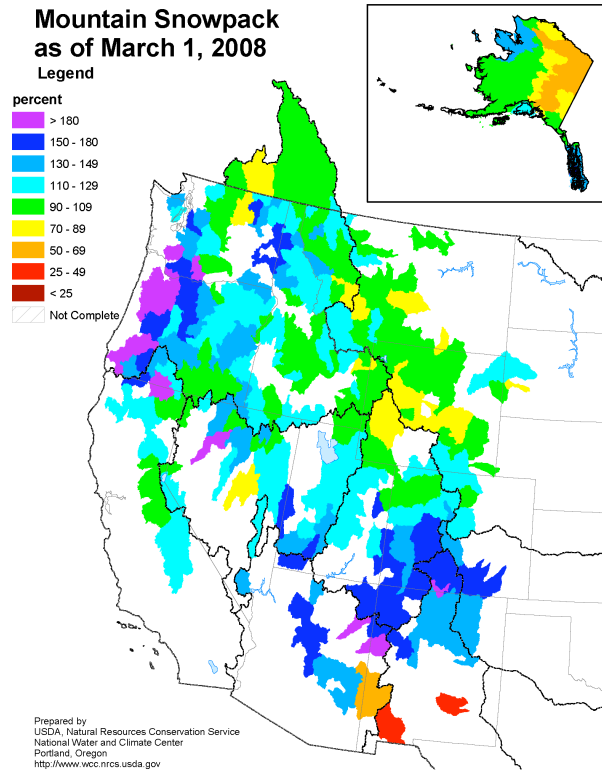 Mountain Snowpack
as of March 1, 2008
Legend
percent
> 180
150 - 180
130 - 149
110 - 129
90 - 109
70 - 89
50 - 69
25 - 49
< 25
Not Complete
Prepared by
USDA, Natural Resources Conservation Service
National Water and Climate Center
Portland, Oregon
http://www.wcc.nrcs.usda.gov